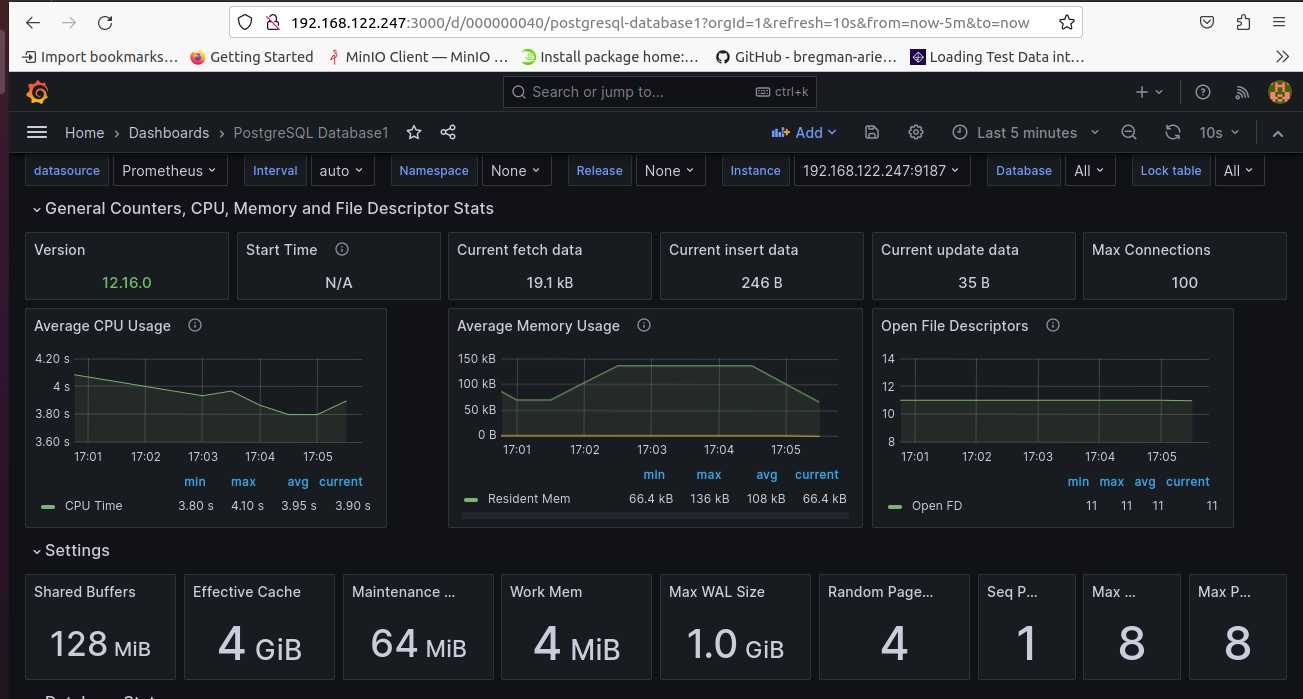 192.168.122.247:3000/d/000000040/postgresql-database1?orgId=1&refresh=10s&from=now-5m&to=now
Import bookmarks... Getting Started MinIO Client — MinIO ... Install package home:... GitHub - bregman-arie... Loading Test Data int...
Search or jump to... ctrl+k
Home › Dashboards › PostgreSQL Database1 Add Last 5 minutes 10s
datasource Prometheus Interval auto Namespace None Release None Instance 192.168.122.247:9187 Database All Lock table All
General Counters, CPU, Memory and File Descriptor Stats
Version Start Time Current fetch data Current insert data Current update data Max Connections
12.16.0 N/A 19.1 kB 246 B 35 B 100
Average CPU Usage
4.20 s
4 s
3.80 s
3.60 s
17:01 17:02 17:03 17:04 17:05
min max avg current
CPU Time 3.80 s 4.10 s 3.95 s 3.90 s
Average Memory Usage
150 kB
100 kB
50 kB
0 B
17:01 17:02 17:03 17:04 17:05
min max avg current
Resident Mem 66.4 kB 136 kB 108 kB 66.4 kB
Open File Descriptors
14
12
10
8
17:01 17:02 17:03 17:04 17:05
min max avg current
Open FD 11 11 11 11
Settings
Shared Buffers Effective Cache Maintenance ... Work Mem Max WAL Size Random Page... Seq P... Max ... Max P...
128 MiB 4 GiB 64 MiB 4 MiB 1.0 GiB 4 1 8 8